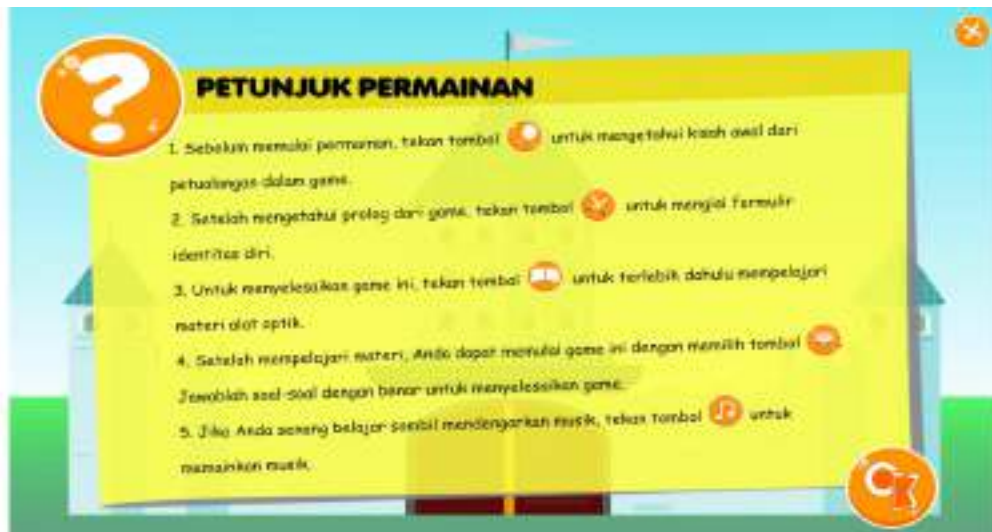 ?
PETUNJUK PERMAINAN
1. Sebelum memulai permainan, tekan tombol untuk mengetahui kisah awal dari
petualangan dalam game.
2. Setelah mengetahui prolog dari game, tekan tombol untuk mengisi formulir
identitas diri.
3. Untuk menyelesaikan game ini, tekan tombol untuk terlebih dahulu mempelajari
materi alat optik.
4. Setelah mempelajari materi, Anda dapat memulai game ini dengan memilih tombol
Jawablah soal-soal dengan benar untuk menyelesaikan game.
5. Jika Anda senang belajar sambil mendengarkan musik, tekan tombol untuk
memainkan musik.
OK